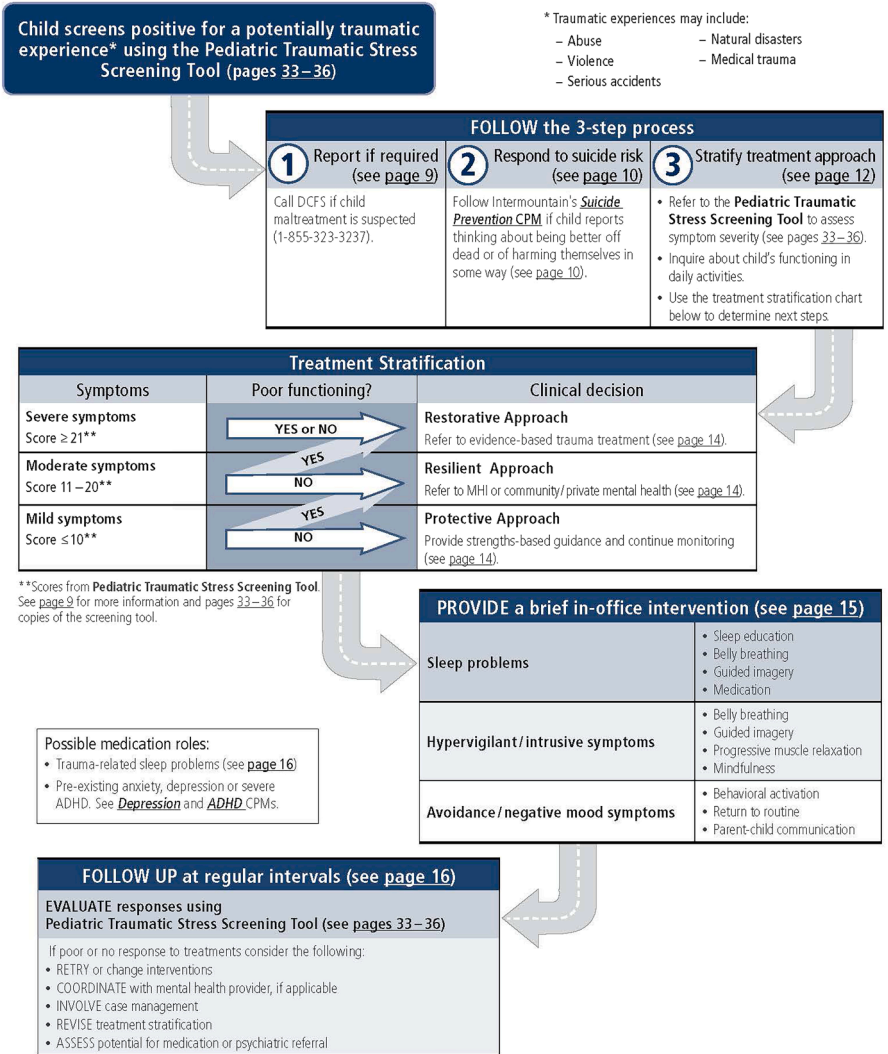 Child screens positive for a potentially traumatic
experience* using the Pediatric Traumatic Stress
Screening Tool (pages 33–36)
* Traumatic experiences may include:
– Abuse
– Violence
– Serious accidents
– Natural disasters
– Medical trauma
FOLLOW the 3-step process
1 Report if required
(see page 9)
Call DCFS if child
maltreatment is suspected
(1-855-323-3237).
2 Respond to suicide risk
(see page 10)
Follow Intermountain's Suicide
Prevention CPM if child reports
thinking about being better off
dead or of harming themselves in
some way (see page 10).
3 Stratify treatment approach
(see page 12)
• Refer to the Pediatric Traumatic
Stress Screening Tool to assess
symptom severity (see pages 33–36).
• Inquire about child's functioning in
daily activities.
• Use the treatment stratification chart
below to determine next steps.
Treatment Stratification
Symptoms
Poor functioning?
Clinical decision
Severe symptoms
Score ≥21**
YES or NO
Restorative Approach
Refer to evidence-based trauma treatment (see page 14).
YES
Moderate symptoms
Score 11–20**
NO
Resilient Approach
Refer to MHI or community/private mental health (see page 14).
YES
Mild symptoms
Score ≤10**
NO
Protective Approach
Provide strengths-based guidance and continue monitoring
(see page 14).
**Scores from Pediatric Traumatic Stress Screening Tool.
See page 9 for more information and pages 33–36 for
copies of the screening tool.
PROVIDE a brief in-office intervention (see page 15)
Sleep problems
• Sleep education
• Belly breathing
• Guided imagery
• Medication
Hypervigilant/intrusive symptoms
• Belly breathing
• Guided imagery
• Progressive muscle relaxation
• Mindfulness
Avoidance/negative mood symptoms
• Behavioral activation
• Return to routine
• Parent-child communication
Possible medication roles:
• Trauma-related sleep problems (see page 16)
• Pre-existing anxiety, depression or severe
ADHD. See Depression and ADHD CPMs.
FOLLOW UP at regular intervals (see page 16)
EVALUATE responses using
Pediatric Traumatic Stress Screening Tool (see pages 33–36)
If poor or no response to treatments consider the following:
• RETRY or change interventions
• COORDINATE with mental health provider, if applicable
• INVOLVE case management
• REVISE treatment stratification
• ASSESS potential for medication or psychiatric referral